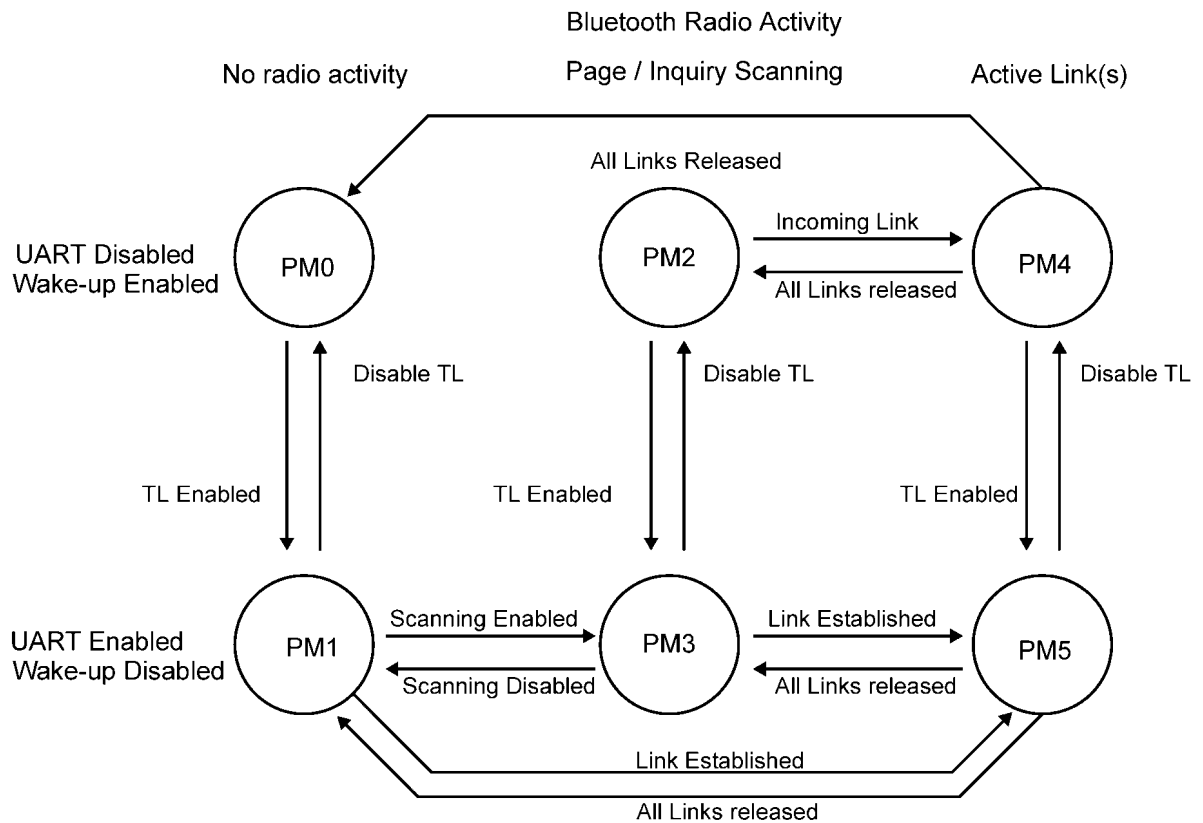 Bluetooth Radio Activity
No radio activity
Page / Inquiry Scanning
Active Link(s)
All Links Released
UART Disabled
Wake-up Enabled
PM0
PM2
Incoming Link
All Links released
PM4
Disable TL
Disable TL
Disable TL
TL Enabled
TL Enabled
TL Enabled
UART Enabled
Wake-up Disabled
PM1
Scanning Enabled
Scanning Disabled
PM3
Link Established
All Links released
PM5
Link Established
All Links released